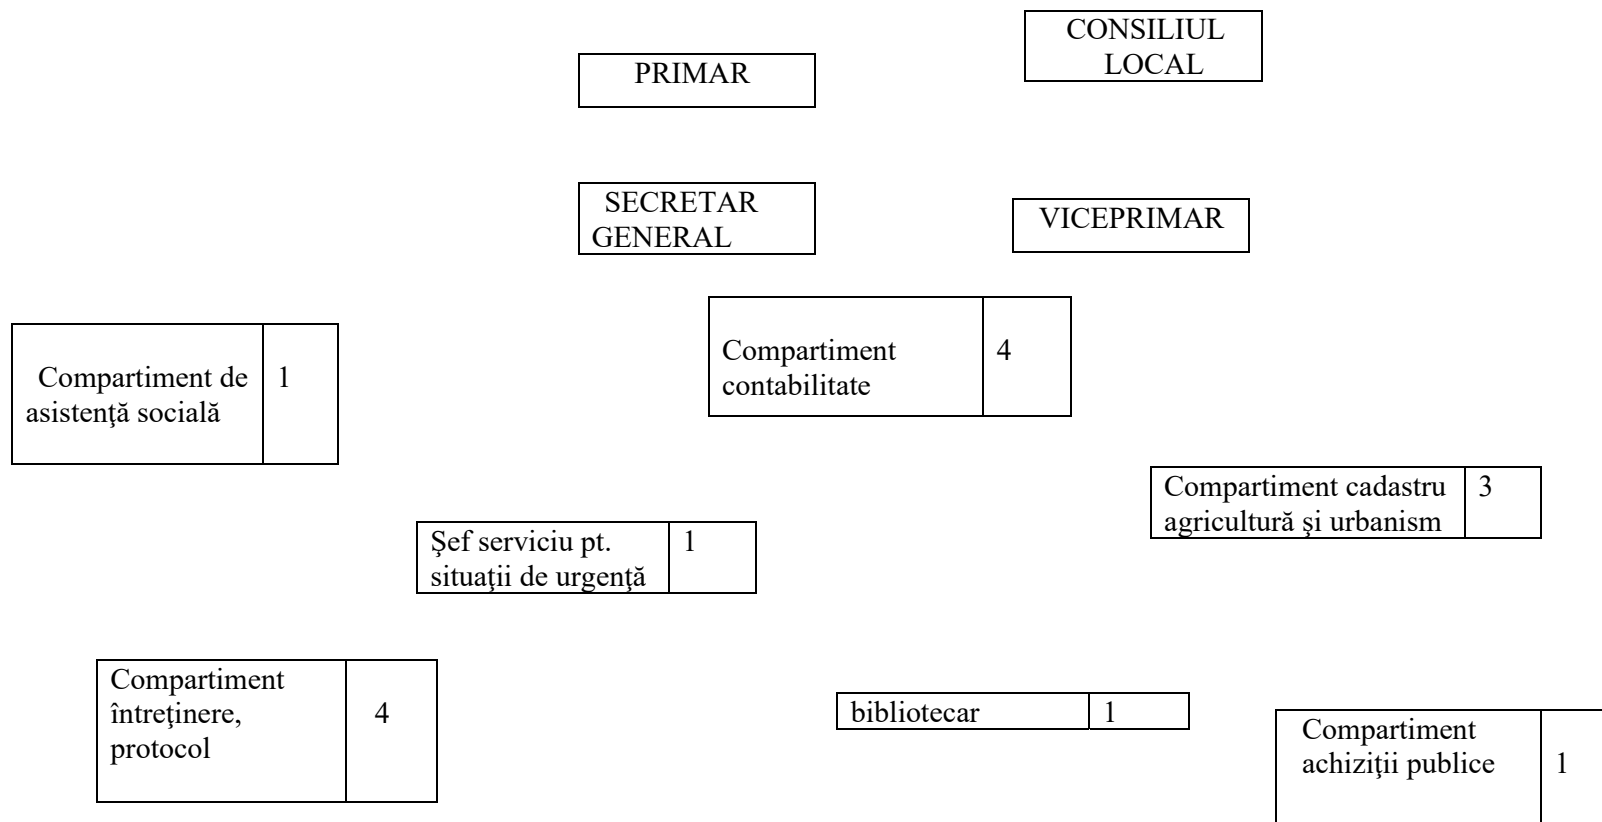 CONSILIUL
LOCAL
PRIMAR
SECRETAR
GENERAL
VICEPRIMAR
Compartiment
contabilitate
4
Compartiment de
asistenţă socială
1
Compartiment cadastru
agricultură şi urbanism
3
Şef serviciu pt.
situaţii de urgenţă
1
Compartiment
întreţinere,
protocol
4
bibliotecar
1
Compartiment
achiziţii publice
1